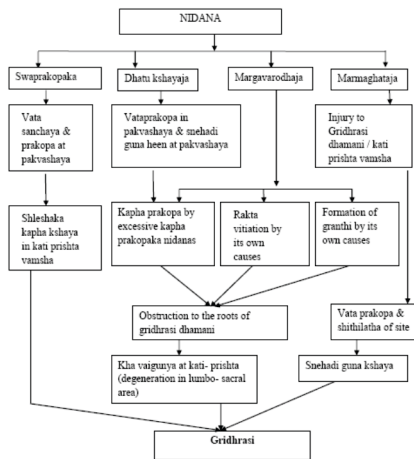 NIDANA
Swaprakopaka
Dhatu kshayaja
Margavarodhaja
Marmaghataja
Vata
sanchaya &
prakopa at
pakvashaya
Vataprakopa in
pakvashaya & snehadi
guna heen at pakvashaya
Injury to
Gridhrasi
dhamani / kati
prishta vamsha
Shleshaka
kapha kshaya
in kati prishta
vamsha
Kapha prakopa by
excessive kapha
prakopaka nidanas
Rakta
vitiation by
its own
causes
Formation of
granthi by its
own causes
Obstruction to the roots of
gridhrasi dhamani
Vata prakopa &
shithilatha of site
Kha vaigunya at kati- prishta
(degeneration in lumbo- sacral
area)
Snehadi guna kshaya
Gridhrasi